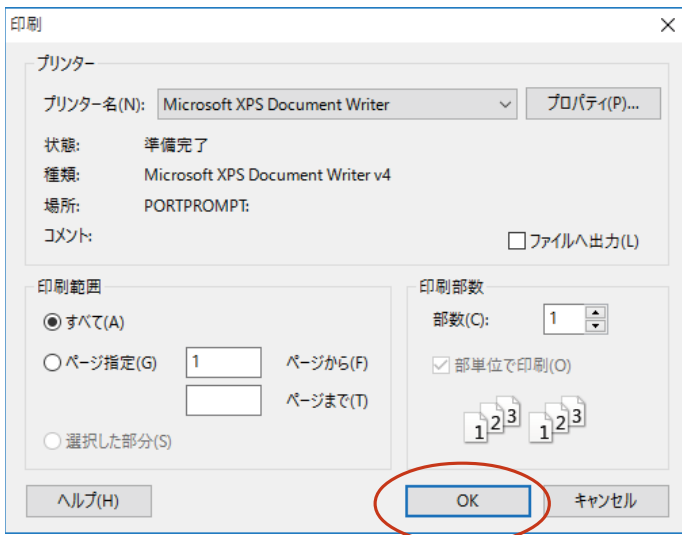 印刷
プリンター
プリンター名(N): Microsoft XPS Document Writer プロパティ(P)...
状態: 準備完了
種類: Microsoft XPS Document Writer v4
場所: PORTPROMPT:
コメント: ファイルへ出力(L)
印刷範囲
すべて(A)
ページ指定(G) 1 ページから(F)
ページまで(T)
選択した部分(S)
印刷部数
部数(C): 1
部単位で印刷(O)
1 2 3 1 2 3
ヘルプ(H) OK キャンセル